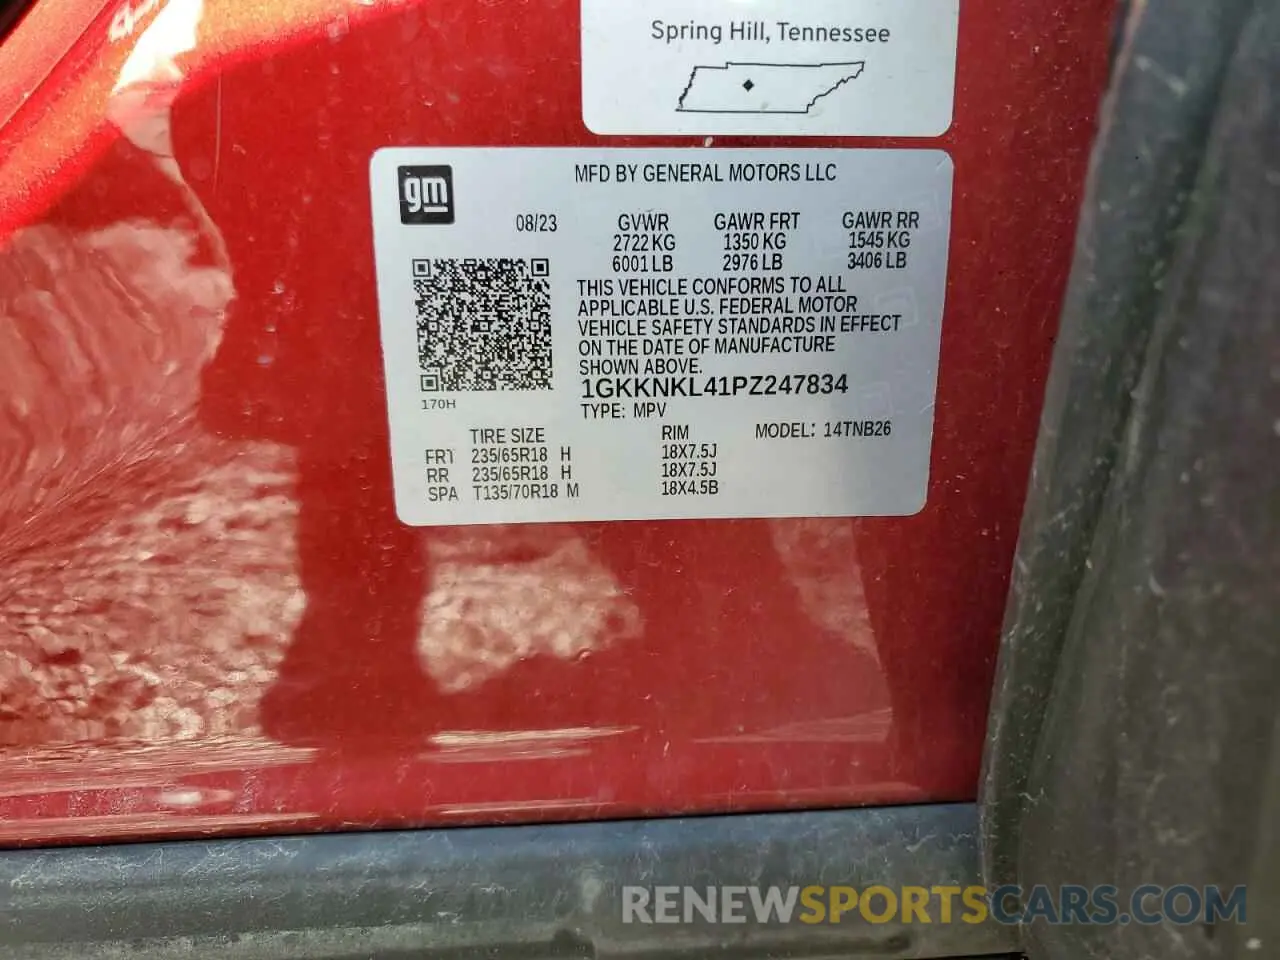 Spring Hill, Tennessee
gm
MFD BY GENERAL MOTORS LLC
08/23 GVWR GAWR FRT GAWR RR
2722 KG 1350 KG 1545 KG
6001 LB 2976 LB 3406 LB
THIS VEHICLE CONFORMS TO ALL
APPLICABLE U.S. FEDERAL MOTOR
VEHICLE SAFETY STANDARDS IN EFFECT
ON THE DATE OF MANUFACTURE
SHOWN ABOVE.
1GKKNKL41PZ247834
170H
TYPE: MPV
TIRE SIZE RIM MODEL: 14TNB26
FRT 235/65R18 H 18X7.5J
RR 235/65R18 H 18X7.5J
SPA T135/70R18 M 18X4.5B
RENEWSPORTSCARS.COM